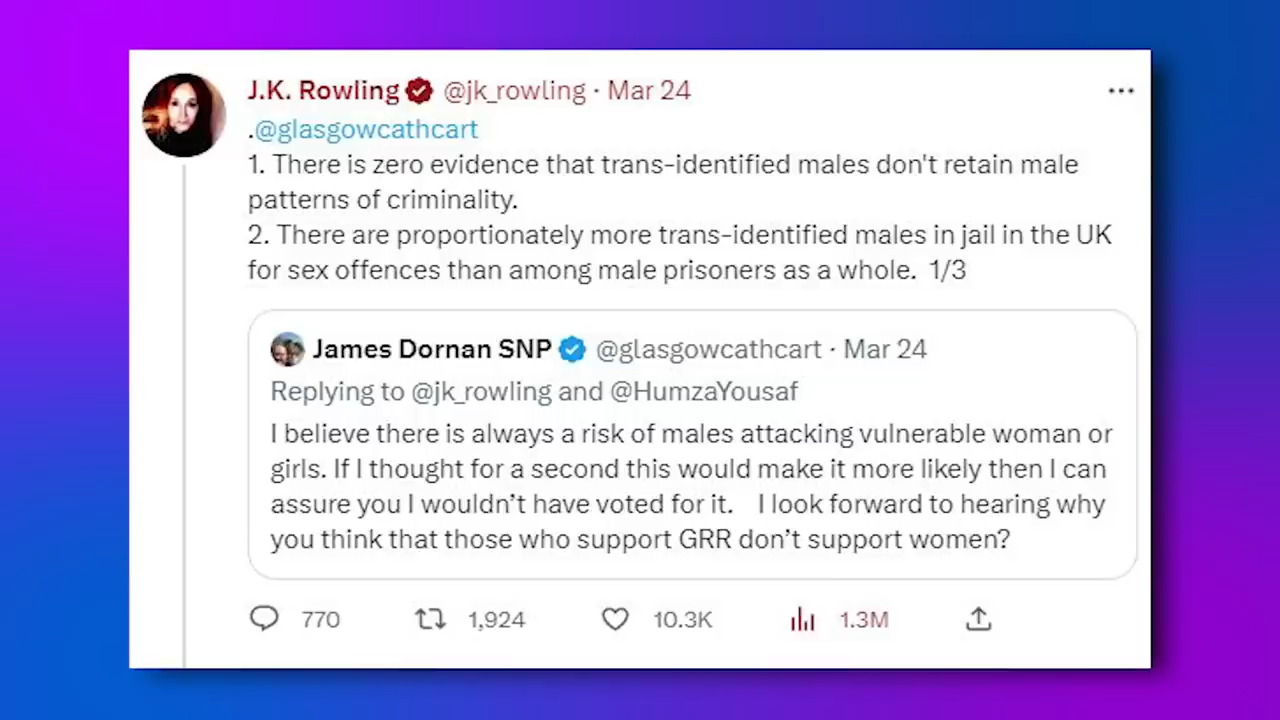 J.K. Rowling @jk_rowling · Mar 24
.@glasgowcathcart
1. There is zero evidence that trans-identified males don't retain male
patterns of criminality.
2. There are proportionately more trans-identified males in jail in the UK
for sex offences than among male prisoners as a whole. 1/3
James Dornan SNP @glasgowcathcart · Mar 24
Replying to @jk_rowling and @HumzaYousaf
I believe there is always a risk of males attacking vulnerable woman or
girls. If I thought for a second this would make it more likely then I can
assure you I wouldn’t have voted for it. I look forward to hearing why
you think that those who support GRR don’t support women?
770 1,924 10.3K 1.3M